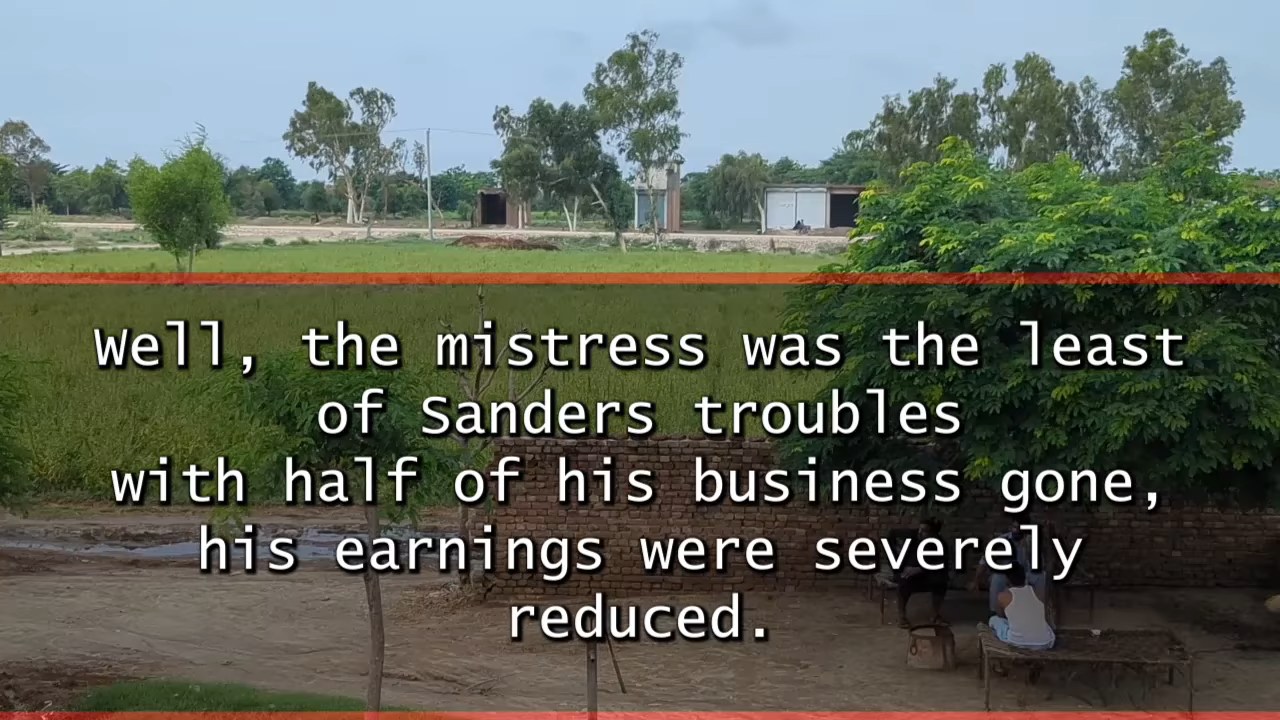 Well, the mistress was the least
of Sanders troubles
with half of his business gone,
his earnings were severely
reduced.